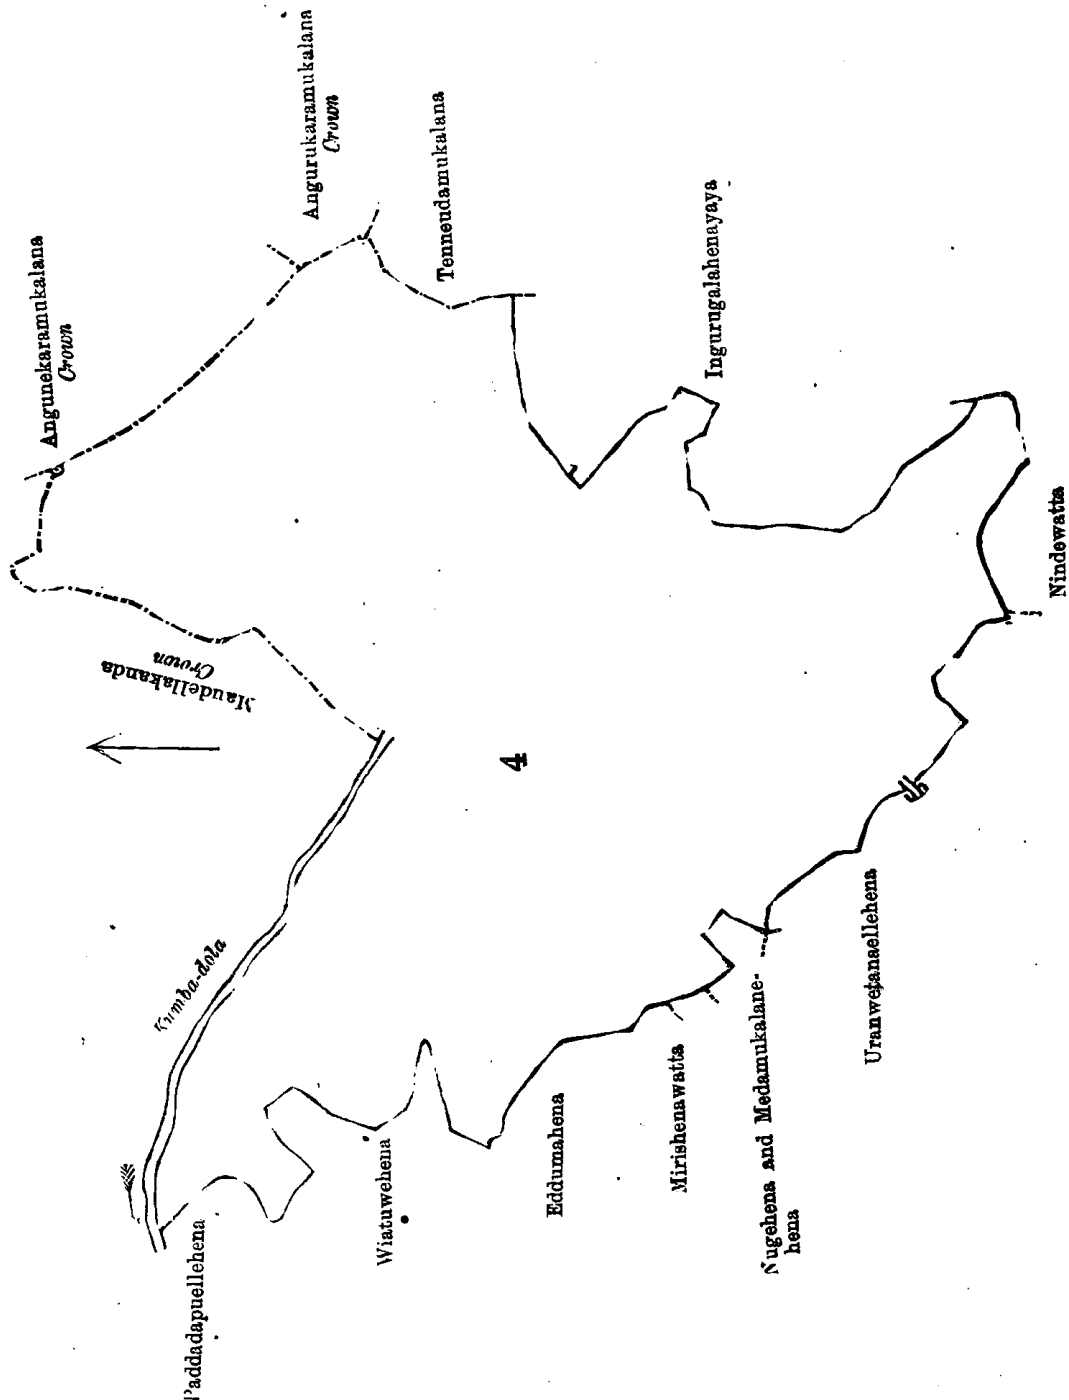 Angunekaramukalana
Crown
Angurukaramukalana
Crown
Tenneudamukalana
Ingurugalahenayaya
Maudellakanda
Crown
Kumba-dola
4
Nindewatta
Uranwetanaellehena
Nugehena and Medamukalane-
hena
Mirishenawatta
Eddumahena
Wiatuwehena